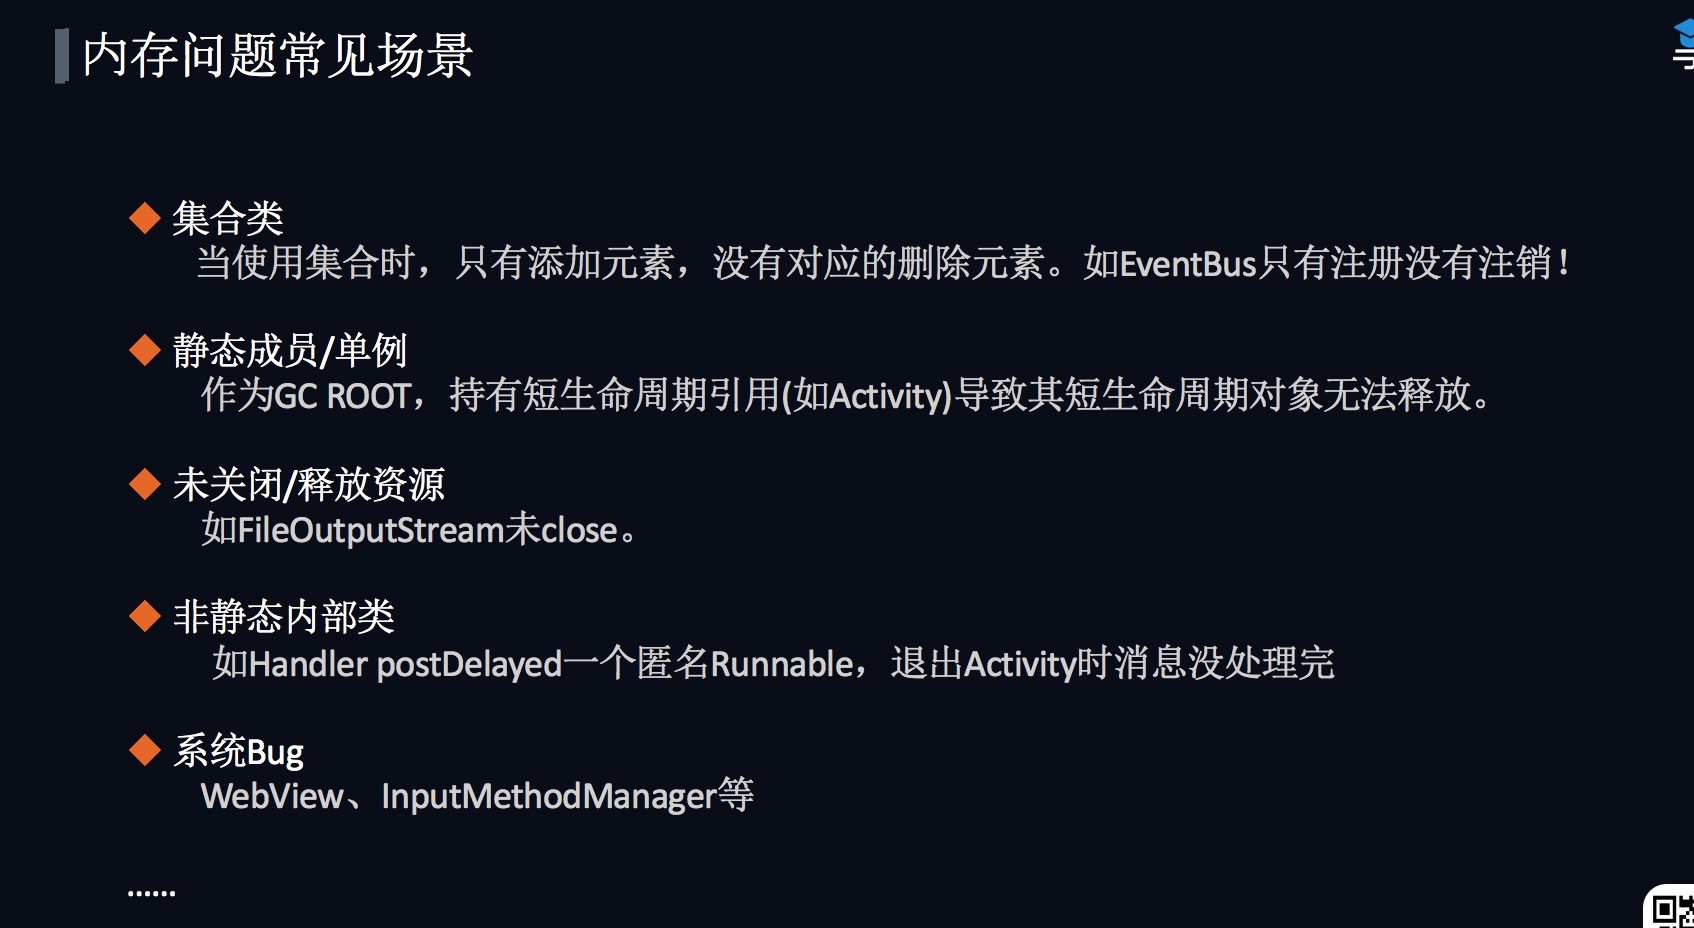 内存问题常见场景
集合类
当使用集合时，只有添加元素，没有对应的删除元素。如EventBus只有注册没有注销！
静态成员/单例
作为GC ROOT，持有短生命周期引用(如Activity)导致其短生命周期对象无法释放。
未关闭/释放资源
如FileOutputStream未close。
非静态内部类
如Handler postDelayed一个匿名Runnable，退出Activity时消息没处理完
系统Bug
WebView、InputMethodManager等
......